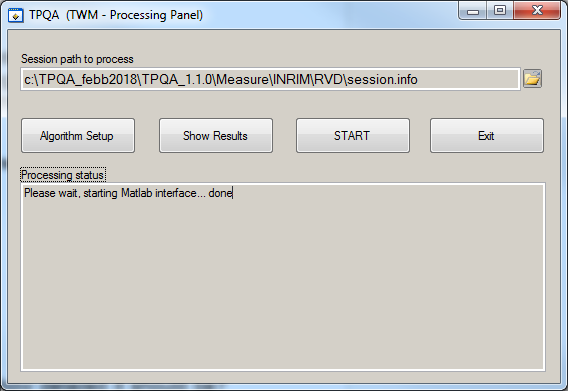 TPQA (TWM - Processing Panel)
Session path to process
c:\TPQA_febb2018\TPQA_1.1.0\Measure\INRIM\RVD\session.info
Algorithm Setup
Show Results
START
Exit
Processing status
Please wait, starting Matlab interface... done